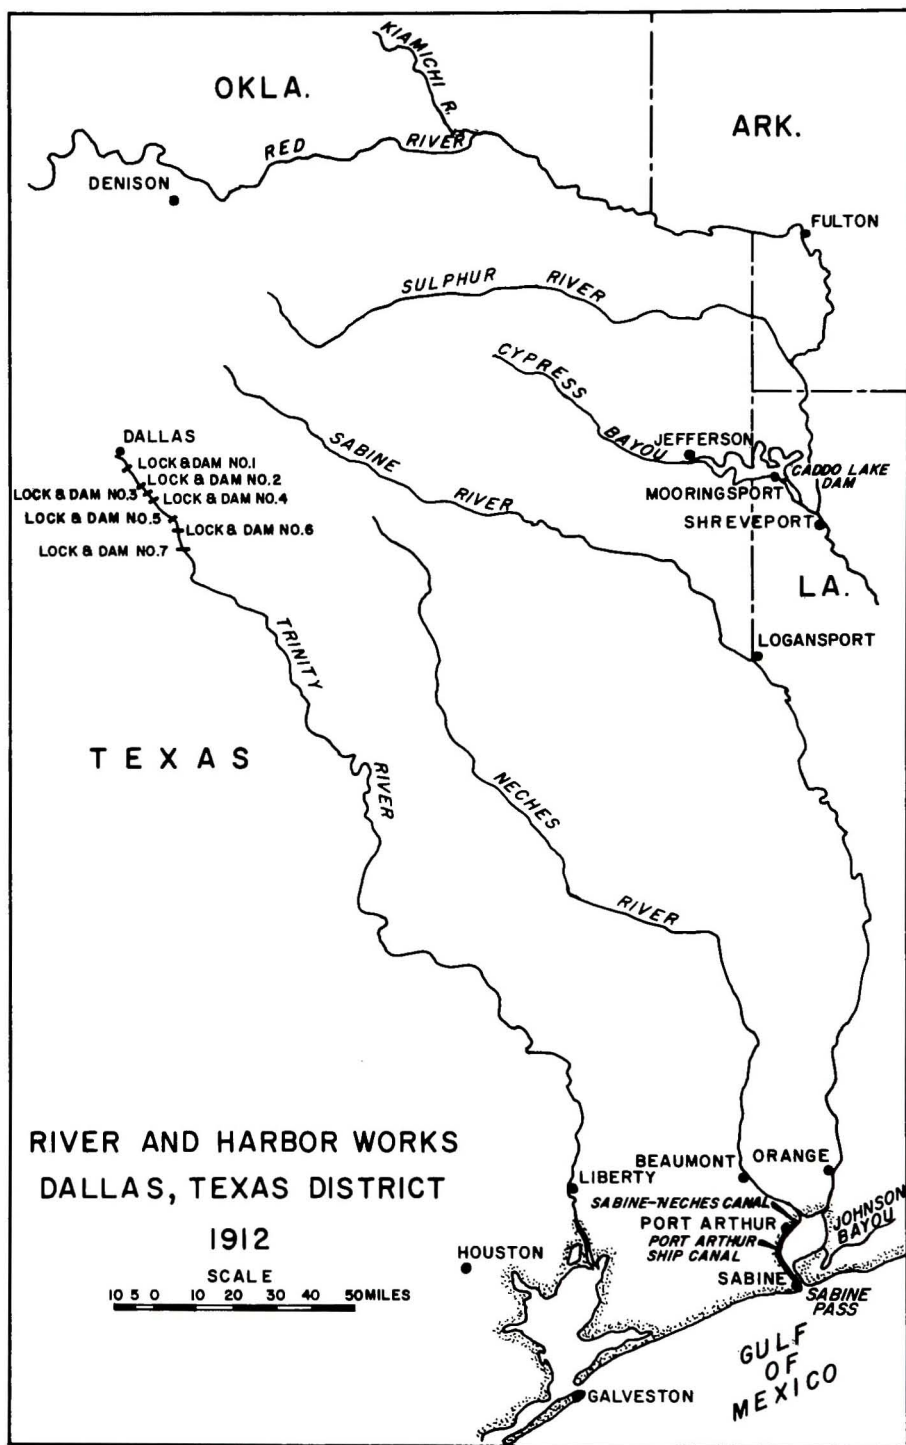 OKLA.
KIAMICHI R.
ARK.
RED RIVER
DENISON
FULTON
SULPHUR RIVER
CYPRESS BAYOU
DALLAS
JEFFERSON
SABINE RIVER
LOCK & DAM NO.1
LOCK & DAM NO.2
LOCK & DAM NO.3
LOCK & DAM NO.4
LOCK & DAM NO.5
LOCK & DAM NO.6
LOCK & DAM NO.7
CADDO LAKE
DAM
MOORINGSPORT
SHREVEPORT
LA.
LOGANSPORT
TRINITY RIVER
TEXAS
NECHES RIVER
RIVER AND HARBOR WORKS
DALLAS, TEXAS DISTRICT
1912
SCALE
10 5 0 10 20 30 40 50 MILES
BEAUMONT
ORANGE
LIBERTY
SABINE-NECHES CANAL
JOHNSON
BAYOU
PORT ARTHUR
PORT ARTHUR
SHIP CANAL
HOUSTON
SABINE
SABINE
PASS
GULF
OF
MEXICO
GALVESTON